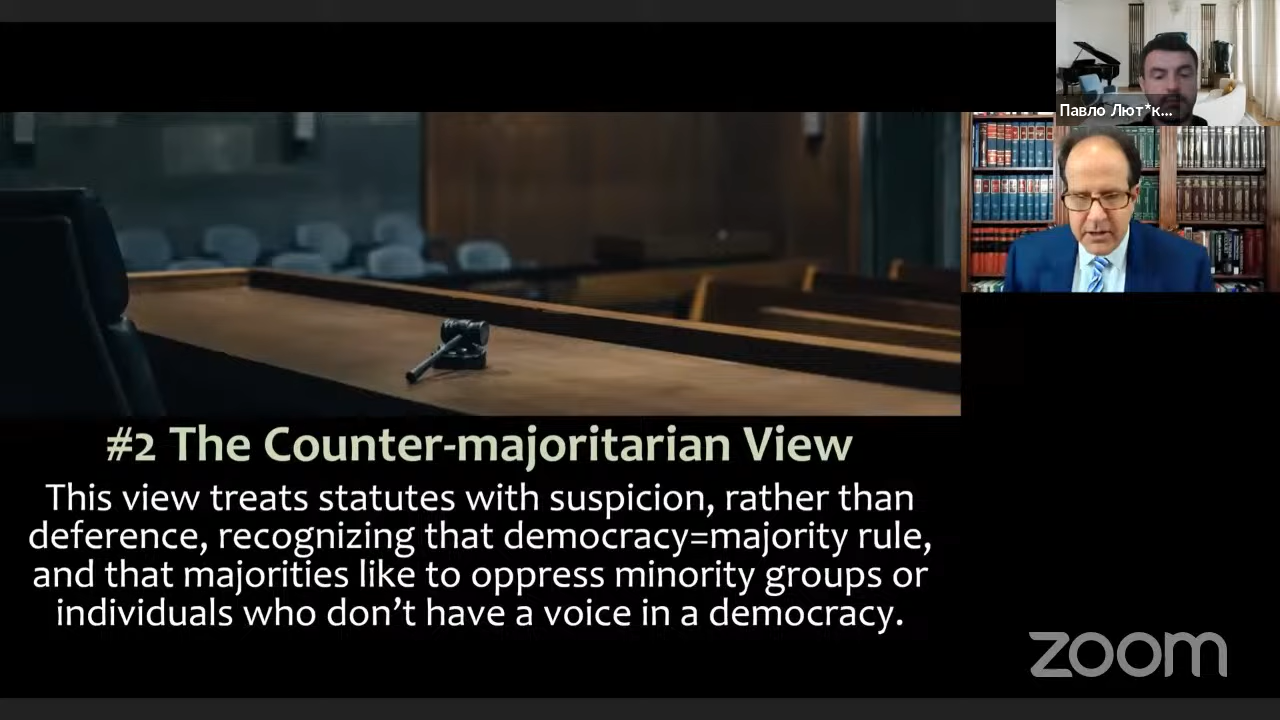 Павло Лют*к...
#2 The Counter-majoritarian View
This view treats statutes with suspicion, rather than
deference, recognizing that democracy=majority rule,
and that majorities like to oppress minority groups or
individuals who don’t have a voice in a democracy.
zoom